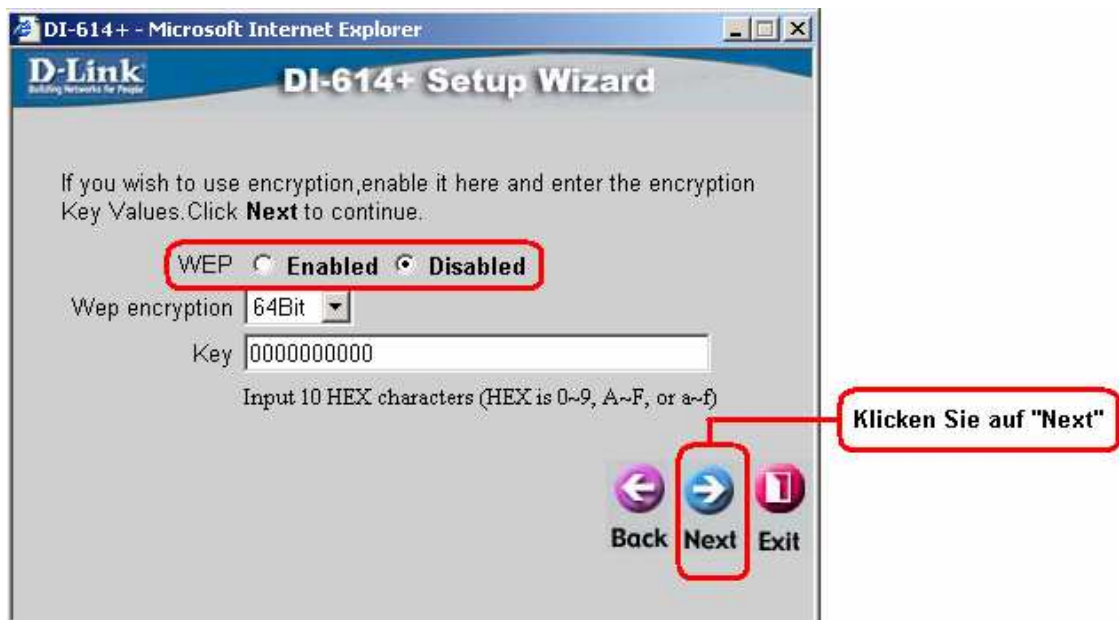 DI-614+ - Microsoft Internet Explorer
D-Link
Building Networks for People
DI-614+ Setup Wizard
If you wish to use encryption,enable it here and enter the encryption
Key Values.Click Next to continue.
WEP Enabled Disabled
Wep encryption 64Bit
Key 0000000000
Input 10 HEX characters (HEX is 0~9, A~F, or a~f)
Klicken Sie auf "Next"
Back Next Exit